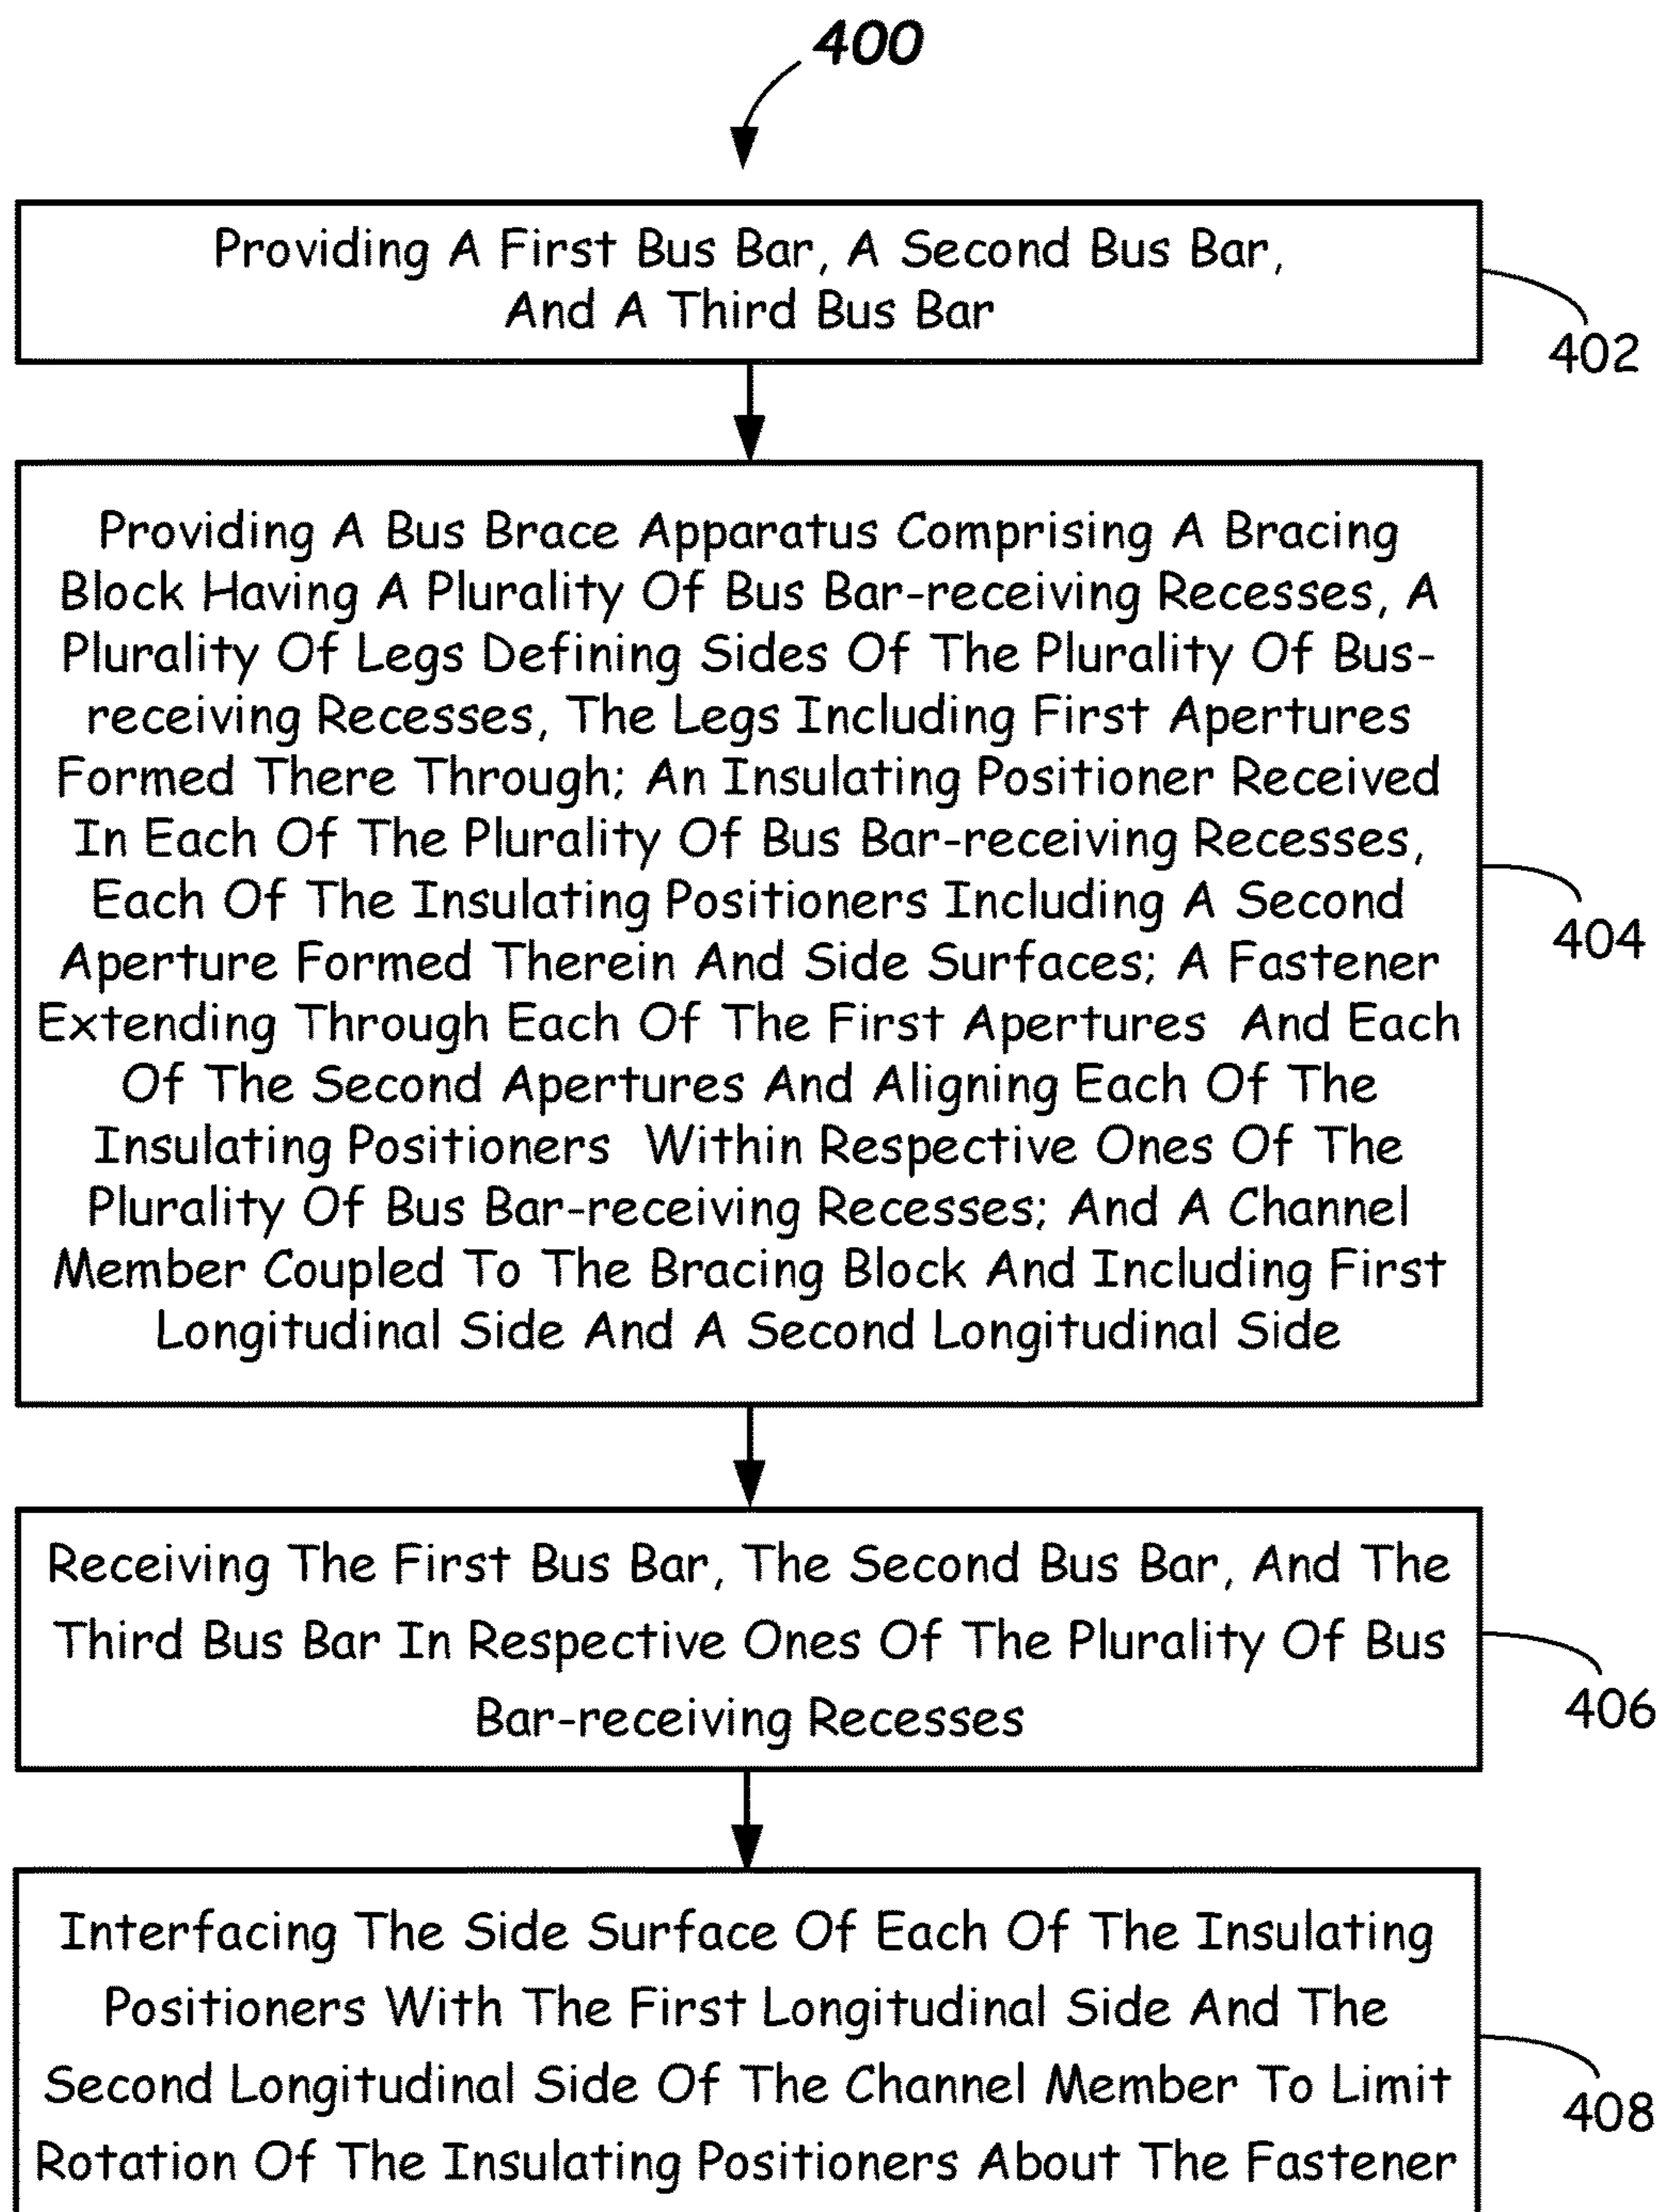 400
Providing A First Bus Bar, A Second Bus Bar,
And A Third Bus Bar
402
Providing A Bus Brace Apparatus Comprising A Bracing
Block Having A Plurality Of Bus Bar-receiving Recesses, A
Plurality Of Legs Defining Sides Of The Plurality Of Bus-
receiving Recesses, The Legs Including First Apertures
Formed There Through; An Insulating Positioner Received
In Each Of The Plurality Of Bus Bar-receiving Recesses,
Each Of The Insulating Positioners Including A Second
Aperture Formed Therein And Side Surfaces; A Fastener
Extending Through Each Of The First Apertures And Each
Of The Second Apertures And Aligning Each Of The
Insulating Positioners Within Respective Ones Of The
Plurality Of Bus Bar-receiving Recesses; And A Channel
Member Coupled To The Bracing Block And Including First
Longitudinal Side And A Second Longitudinal Side
404
Receiving The First Bus Bar, The Second Bus Bar, And The
Third Bus Bar In Respective Ones Of The Plurality Of Bus
Bar-receiving Recesses
406
Interfacing The Side Surface Of Each Of The Insulating
Positioners With The First Longitudinal Side And The
Second Longitudinal Side Of The Channel Member To Limit
Rotation Of The Insulating Positioners About The Fastener
408